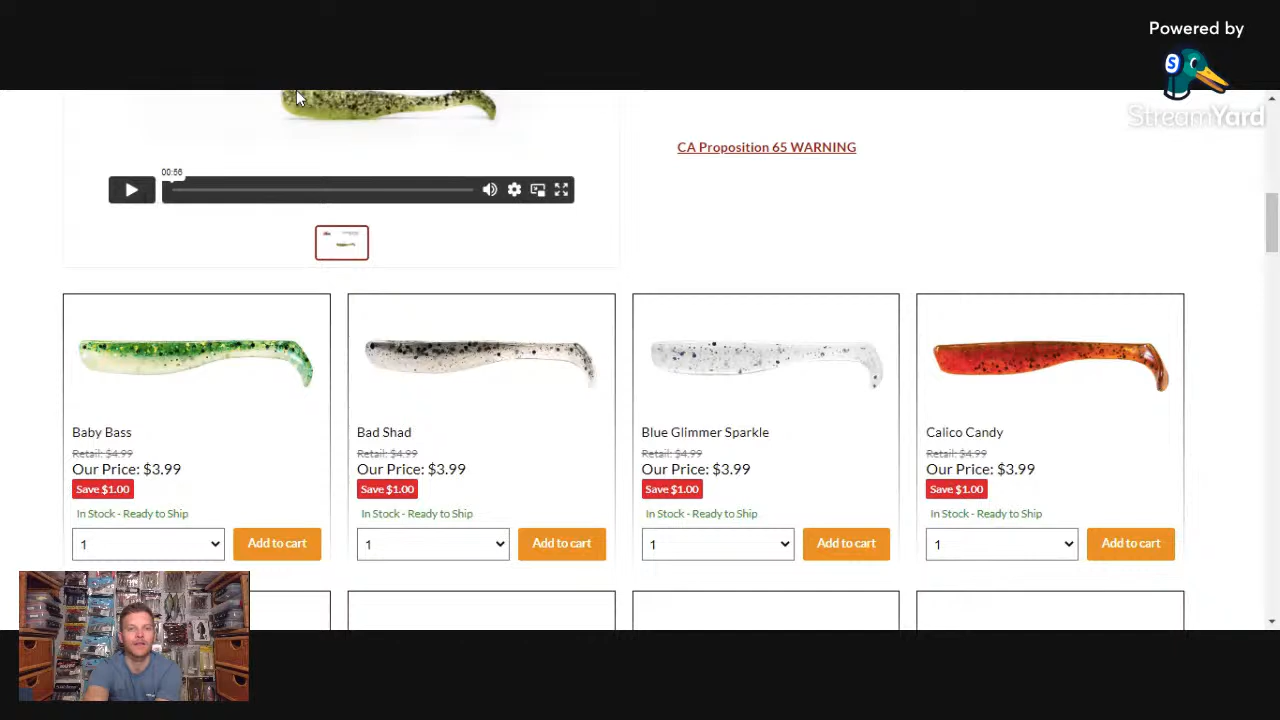 Powered by
S
StreamYard
CA Proposition 65 WARNING
00:56
Baby Bass
Retail: $4.99
Our Price: $3.99
Save $1.00
In Stock - Ready to Ship
1
Add to cart
Bad Shad
Retail: $4.99
Our Price: $3.99
Save $1.00
In Stock - Ready to Ship
1
Add to cart
Blue Glimmer Sparkle
Retail: $4.99
Our Price: $3.99
Save $1.00
In Stock - Ready to Ship
1
Add to cart
Calico Candy
Retail: $4.99
Our Price: $3.99
Save $1.00
In Stock - Ready to Ship
1
Add to cart